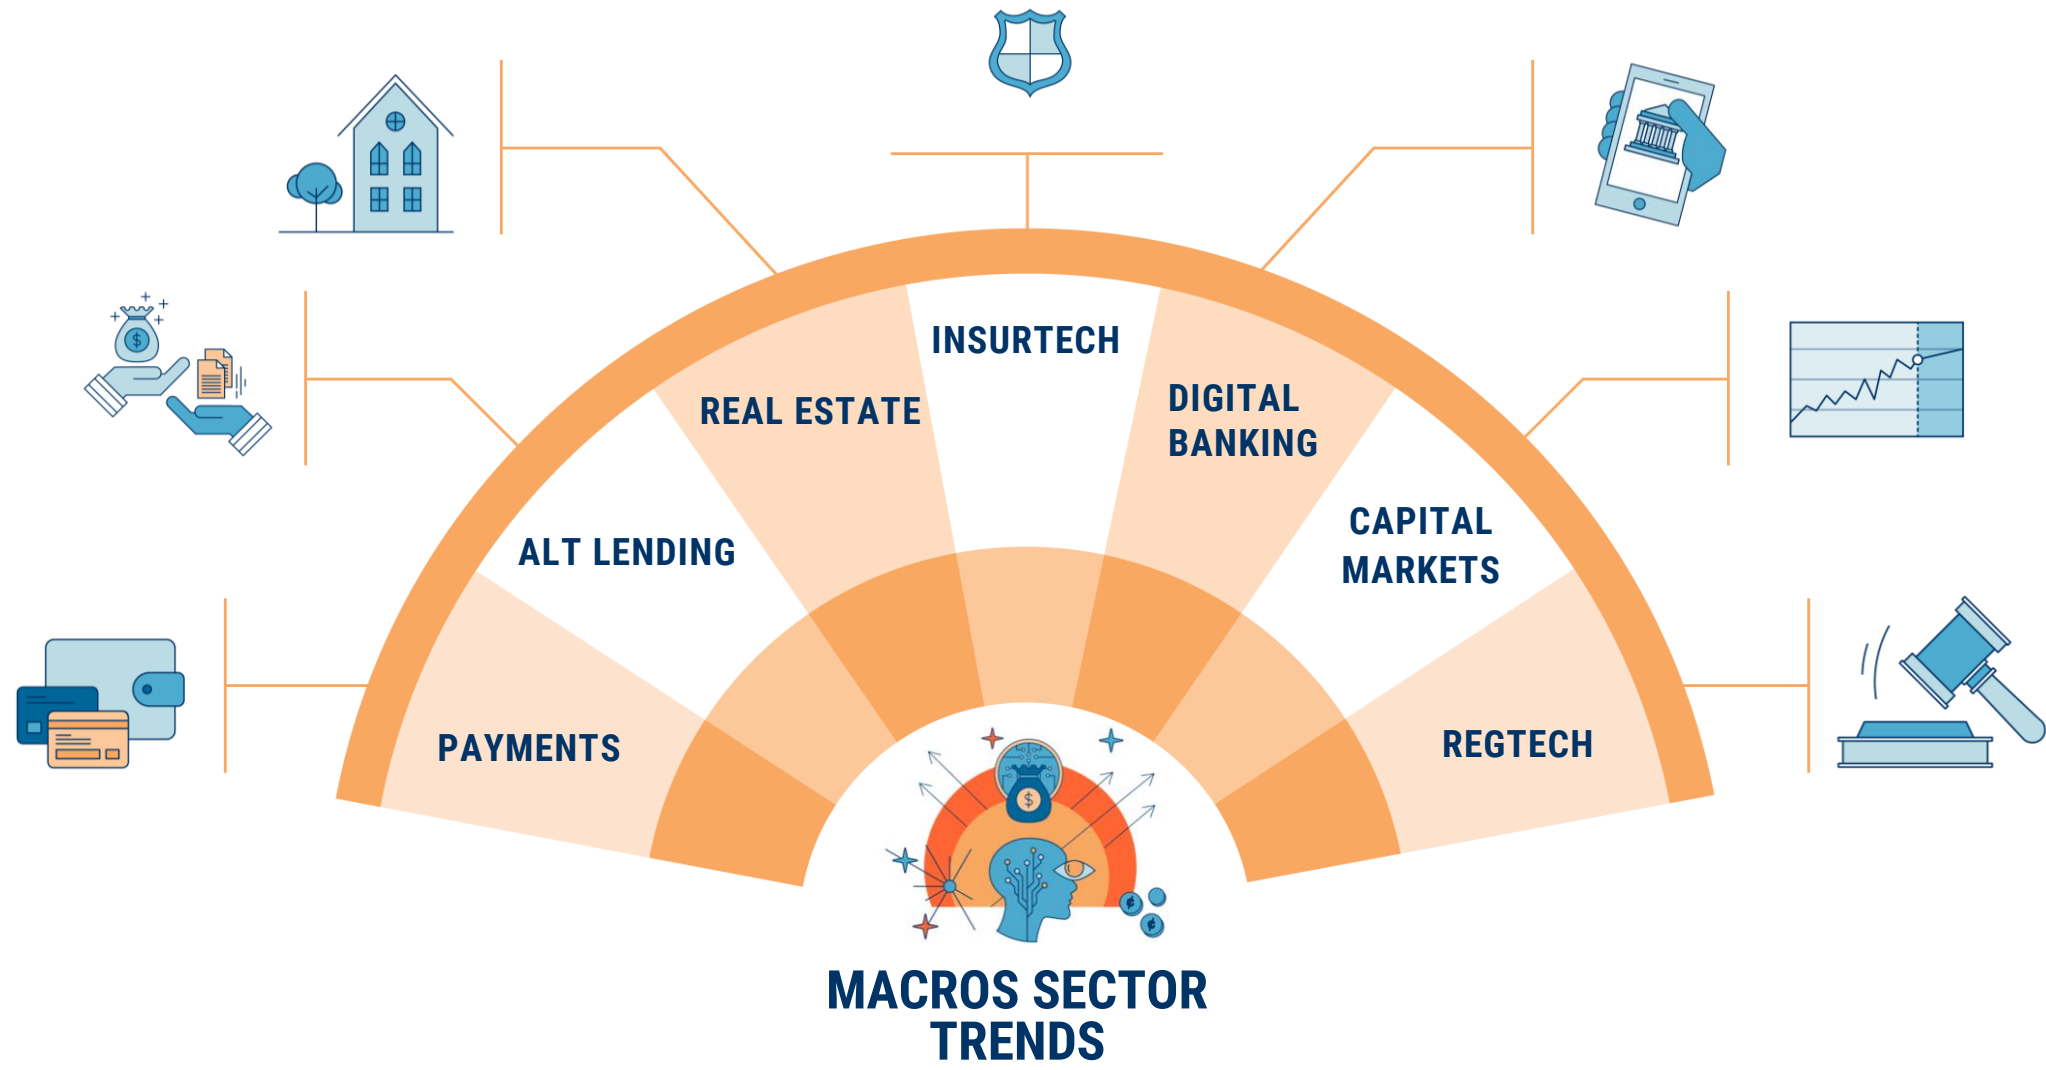 INSURTECH
REAL ESTATE
DIGITAL
BANKING
ALT LENDING
CAPITAL
MARKETS
PAYMENTS
REGTECH
$
$
MACROS SECTOR
TRENDS